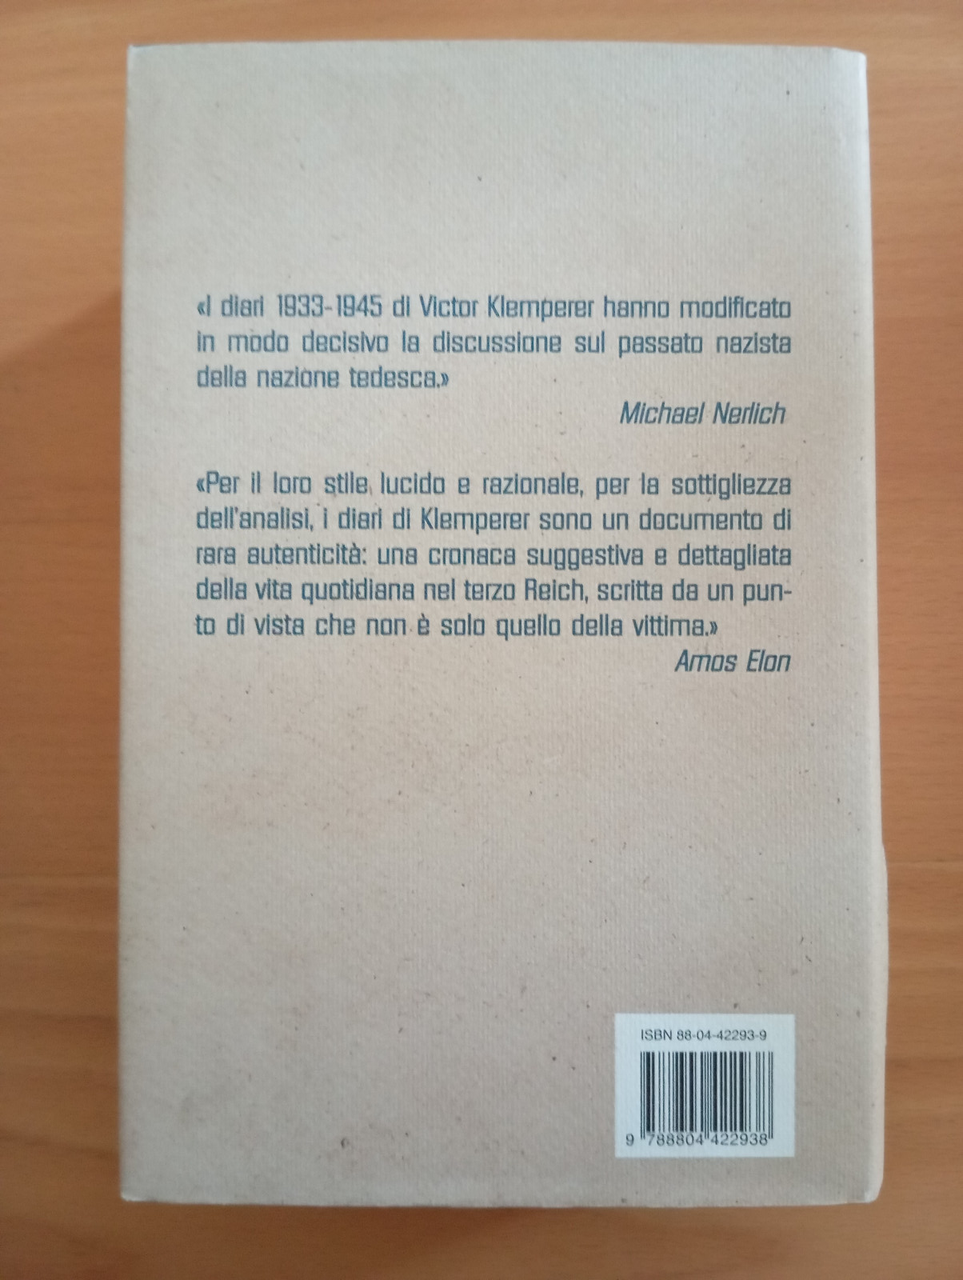 «I diari 1933-1945 di Victor Klemperer hanno modificato
in modo decisivo la discussione sul passato nazista
della nazione tedesca.»
Michael Nerlich
«Per il loro stile lucido e razionale, per la sottigliezza
dell'analisi, i diari di Klemperer sono un documento di
rara autenticità: una cronaca suggestiva e dettagliata
della vita quotidiana nel terzo Reich, scritta da un pun-
to di vista che non è solo quello della vittima.»
Amos Elon
ISBN 88-04-42293-9
9 788804 422938